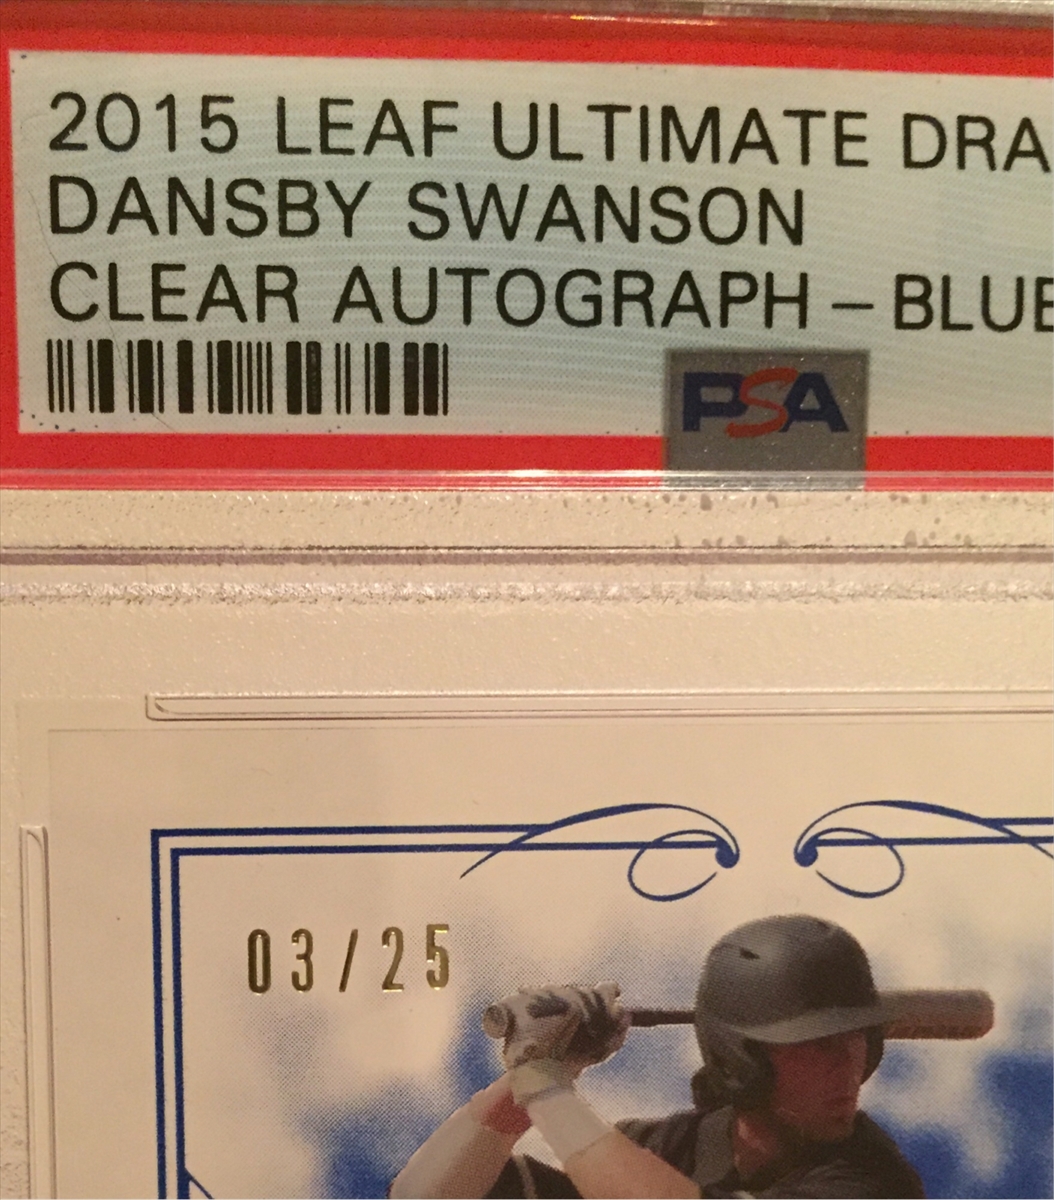 2015 LEAF ULTIMATE DRA
DANSBY SWANSON
CLEAR AUTOGRAPH – BLUE
PSA
03/25